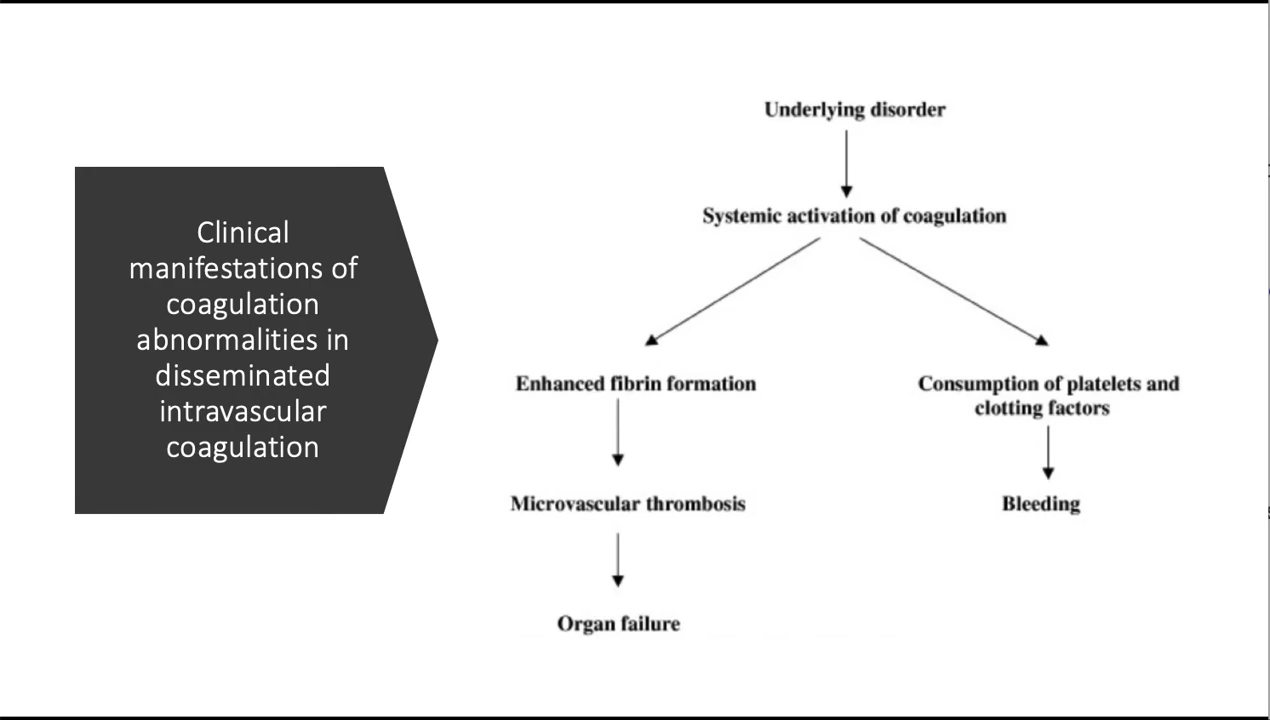 Clinical
manifestations of
coagulation
abnormalities in
disseminated
intravascular
coagulation
Underlying disorder
Systemic activation of coagulation
Enhanced fibrin formation
Consumption of platelets and
clotting factors
Microvascular thrombosis
Bleeding
Organ failure